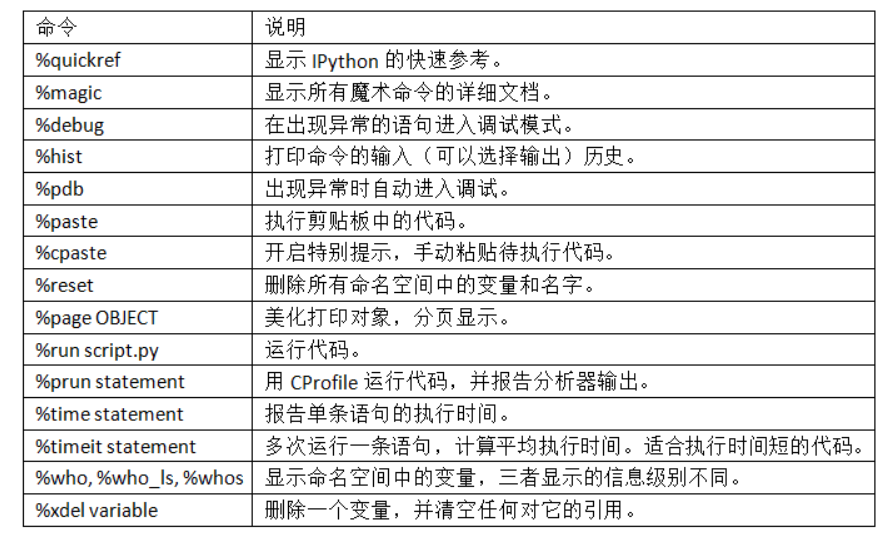 命令 说明
%quickref 显示 IPython 的快速参考。
%magic 显示所有魔术命令的详细文档。
%debug 在出现异常的语句进入调试模式。
%hist 打印命令的输入（可以选择输出）历史。
%pdb 出现异常时自动进入调试。
%paste 执行剪贴板中的代码。
%cpaste 开启特别提示，手动粘贴待执行代码。
%reset 删除所有命名空间中的变量和名字。
%page OBJECT 美化打印对象，分页显示。
%run script.py 运行代码。
%prun statement 用 CProfile 运行代码，并报告分析器输出。
%time statement 报告单条语句的执行时间。
%timeit statement 多次运行一条语句，计算平均执行时间。适合执行时间短的代码。
%who, %who_ls, %whos 显示命名空间中的变量，三者显示的信息级别不同。
%xdel variable 删除一个变量，并清空任何对它的引用。